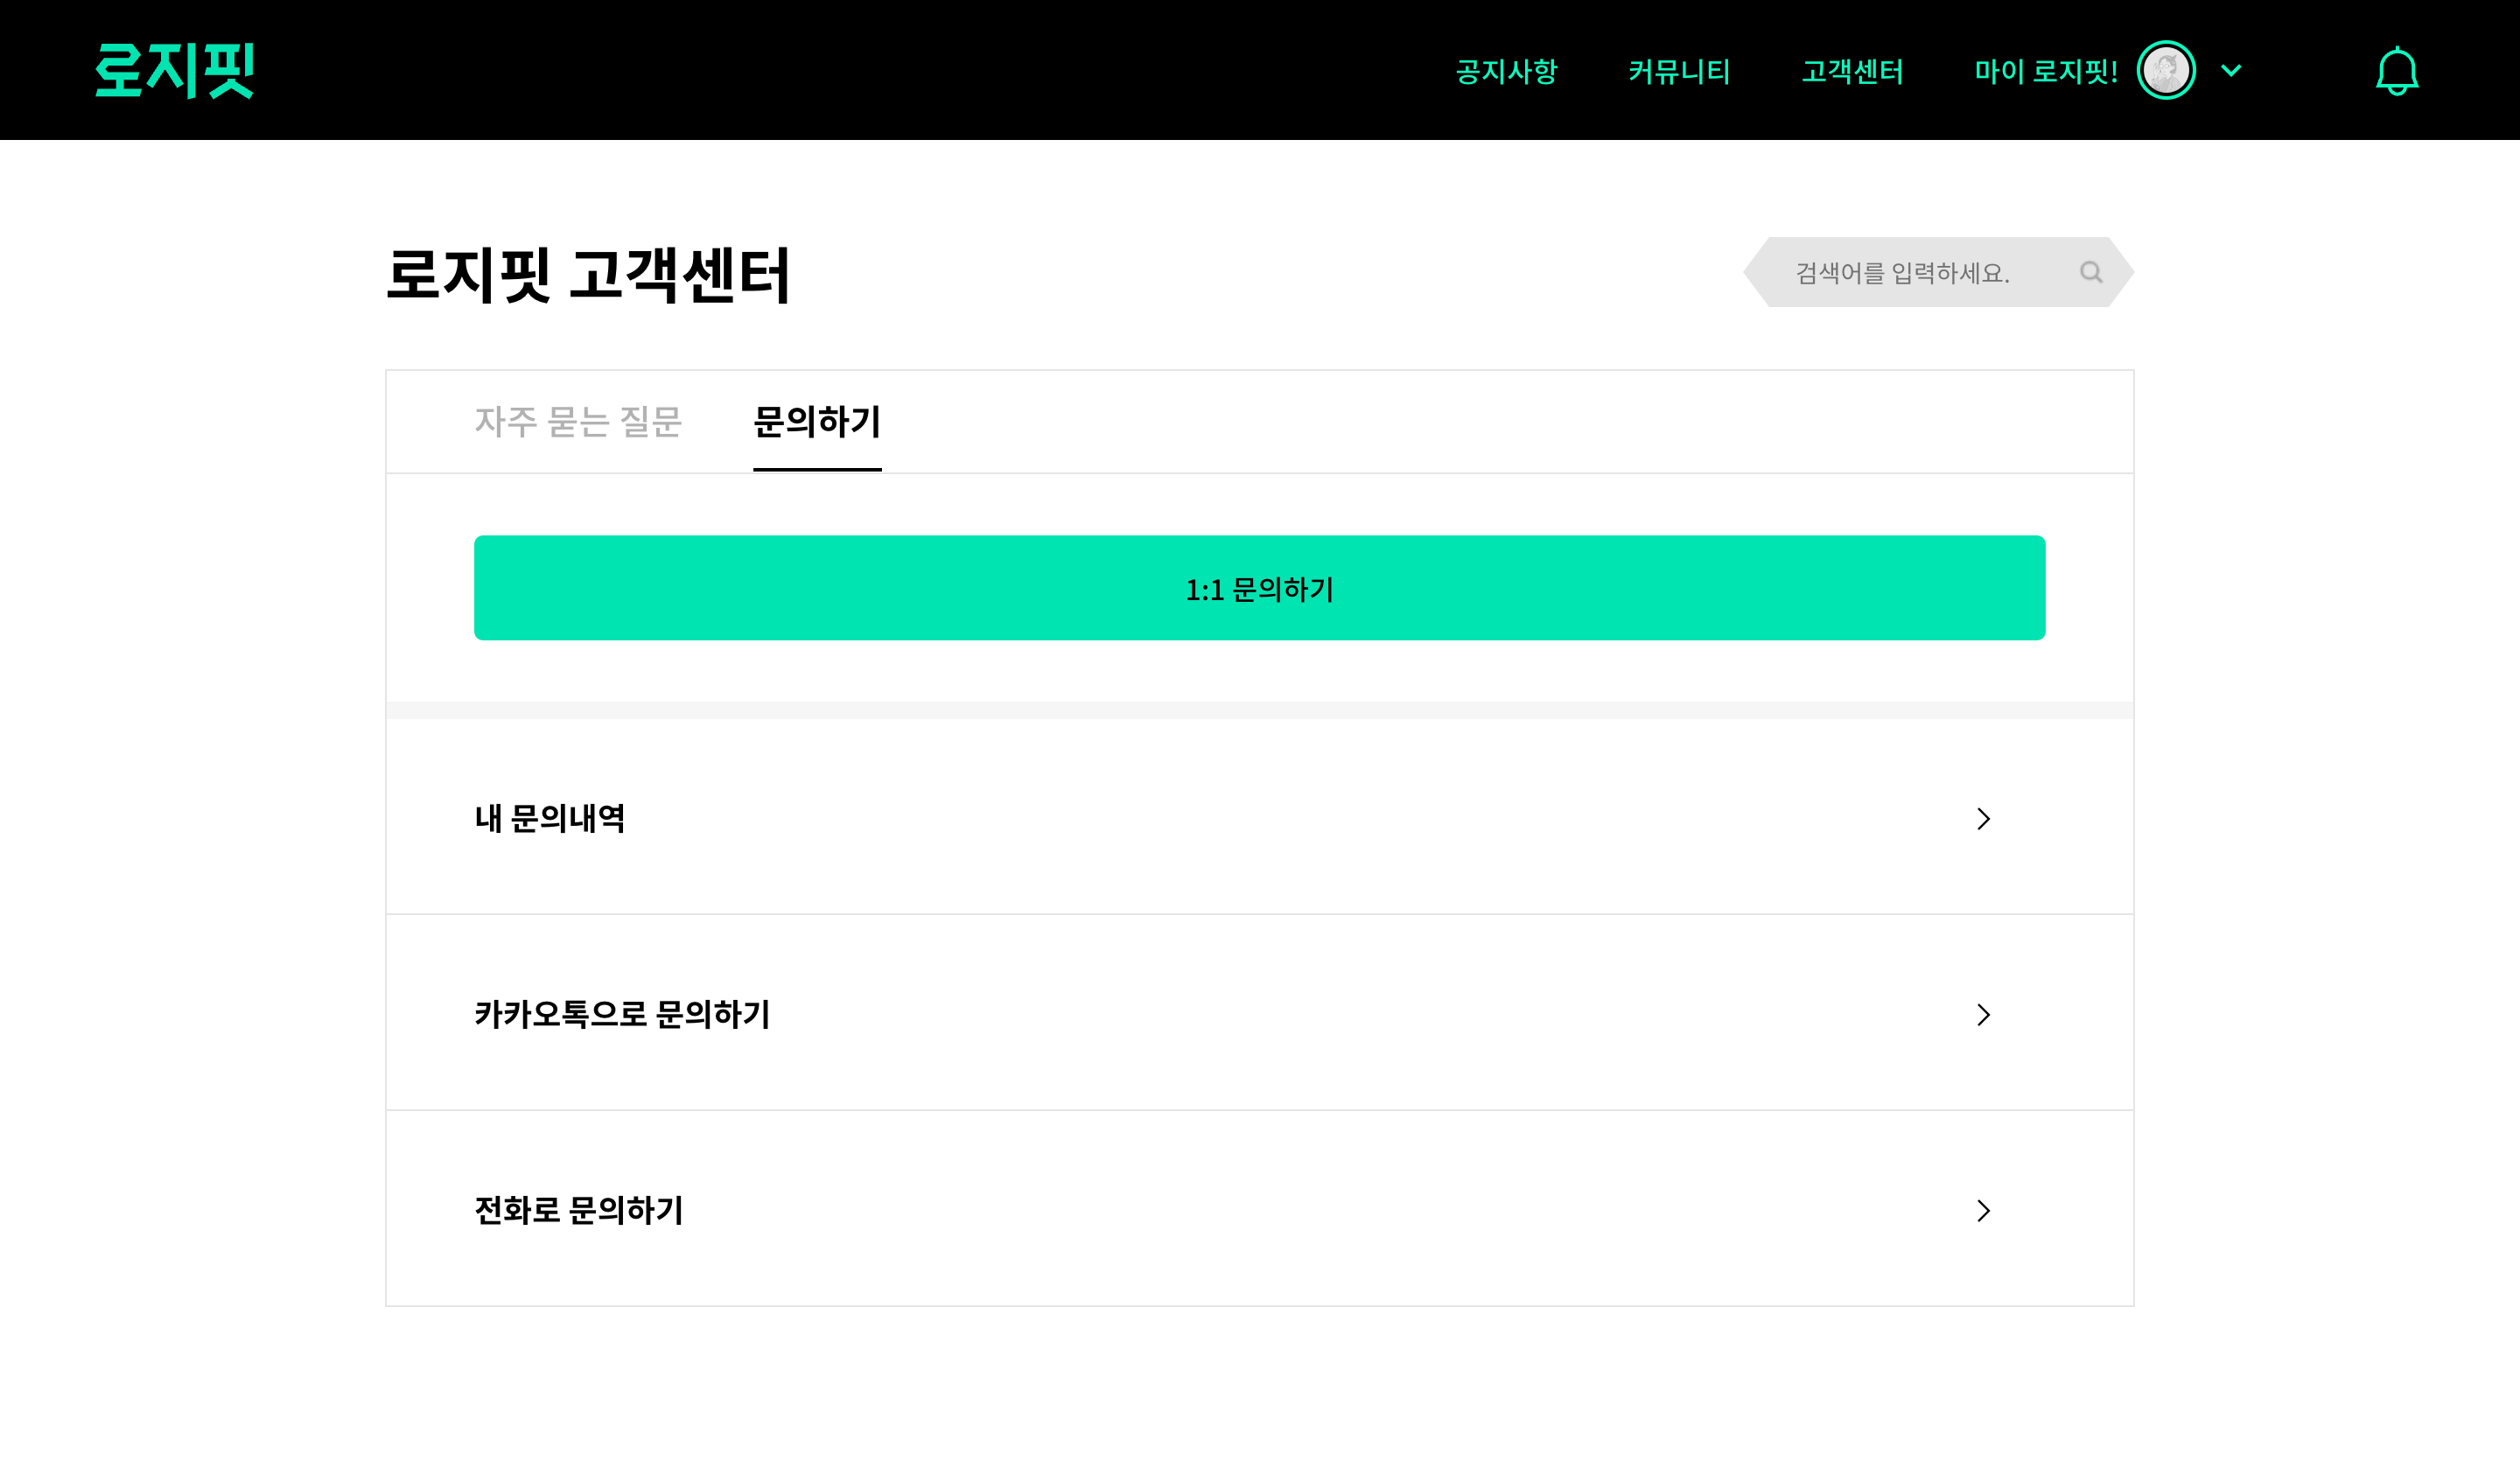 로지핏
공지사항 커뮤니티 고객센터 마이 로지핏!
로지핏 고객센터
검색어를 입력하세요.
자주 묻는 질문 문의하기
1:1 문의하기
내 문의내역
카카오톡으로 문의하기
전화로 문의하기